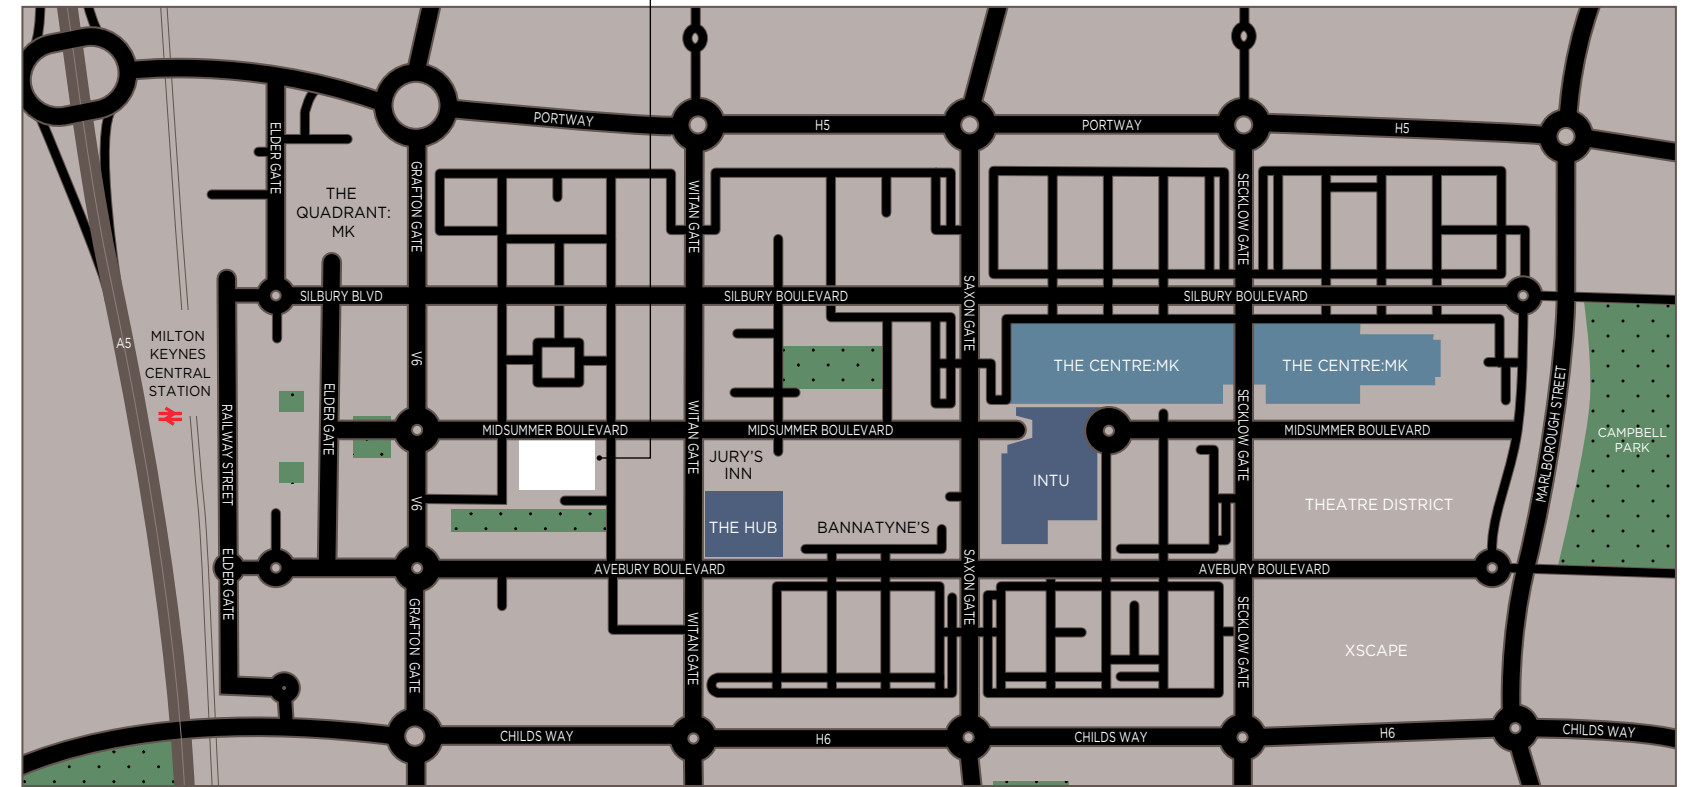 PORTWAY
H5
PORTWAY
H5
ELDER GATE
GRAFTON GATE
WITAN GATE
SECKLOW GATE
THE
QUADRANT:
MK
SAXON GATE
SILBURY BLVD
SILBURY BOULEVARD
SILBURY BOULEVARD
A5
MILTON
KEYNES
CENTRAL
STATION
V6
THE CENTRE:MK
THE CENTRE:MK
RAILWAY STREET
ELDER GATE
WITAN GATE
SECKLOW GATE
MARLBOROUGH STREET
MIDSUMMER BOULEVARD
MIDSUMMER BOULEVARD
MIDSUMMER BOULEVARD
CAMPBELL
PARK
JURY'S
INN
INTU
V6
THEATRE DISTRICT
THE HUB
BANNATYNE'S
ELDER GATE
AVEBURY BOULEVARD
SAXON GATE
AVEBURY BOULEVARD
GRAFTON GATE
WITAN GATE
SECKLOW GATE
XSCAPE
CHILDS WAY
H6
CHILDS WAY
H6
CHILDS WAY